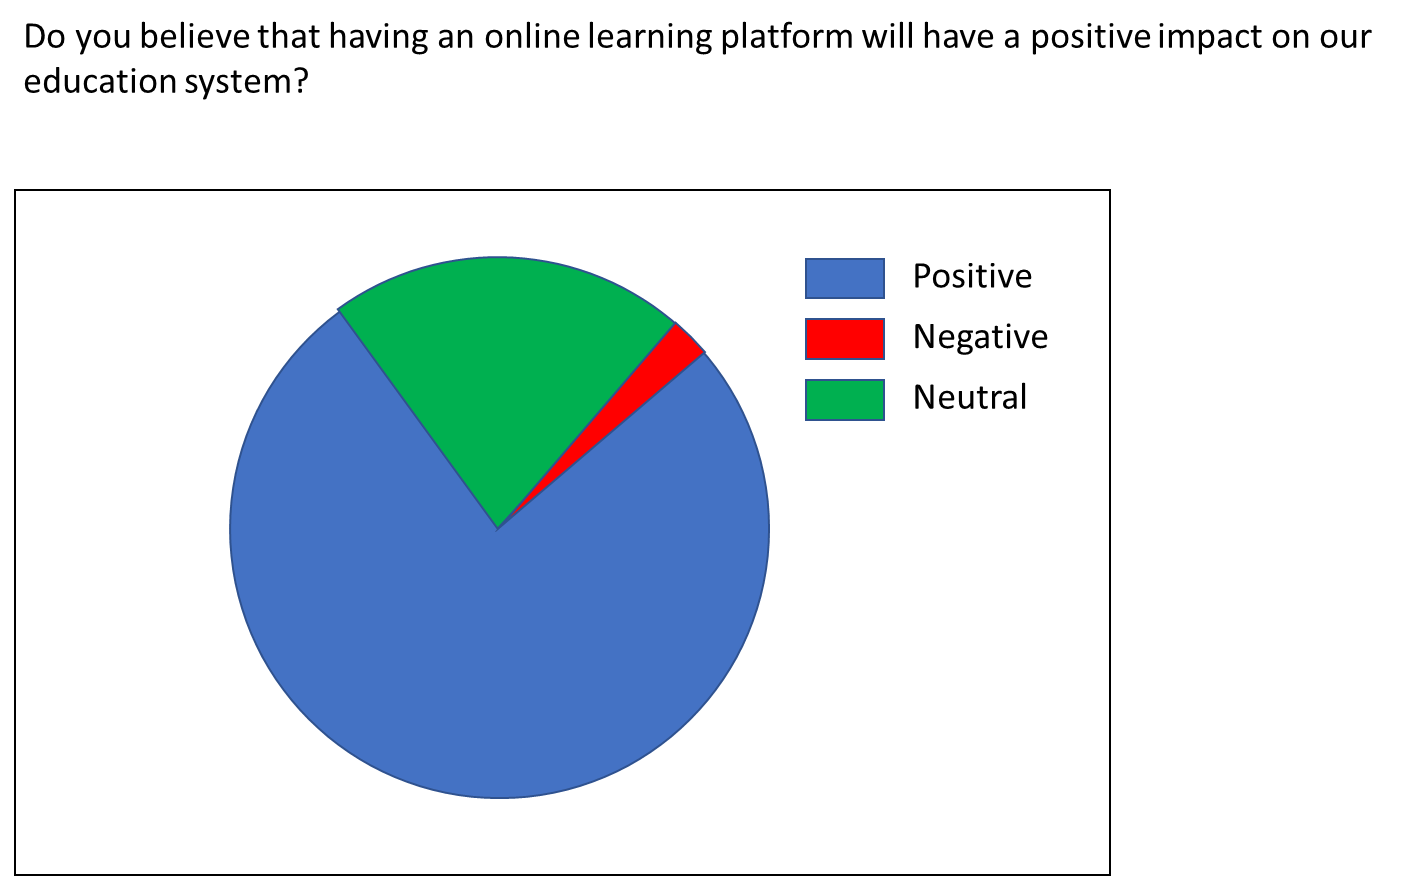 Do you believe that having an online learning platform will have a positive impact on our
education system?
Positive
Negative
Neutral